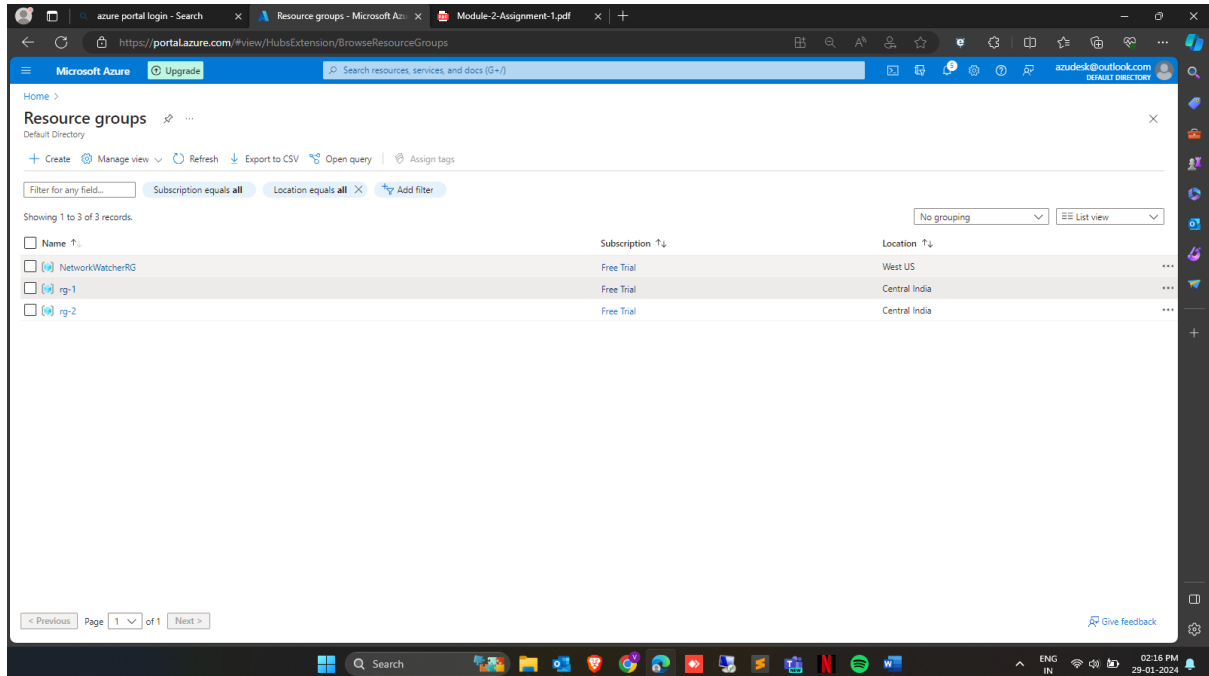 azure portal login - Search
Resource groups - Microsoft Azu
Module-2-Assignment-1.pdf
https://portal.azure.com/#view/HubsExtension/BrowseResourceGroups
Microsoft Azure
Upgrade
Search resources, services, and docs (G+/)
azudesk@outlook.com
DEFAULT DIRECTORY
Home >
Resource groups
Default Directory
Create
Manage view
Refresh
Export to CSV
Open query
Assign tags
Filter for any field...
Subscription equals all
Location equals all
Add filter
Showing 1 to 3 of 3 records.
No grouping
List view
Name
Subscription
Location
NetworkWatcherRG
Free Trial
West US
rg-1
Free Trial
Central India
rg-2
Free Trial
Central India
< Previous
Page
1
of 1
Next >
Give feedback
Search
ENG
IN
02:16 PM
29-01-2024